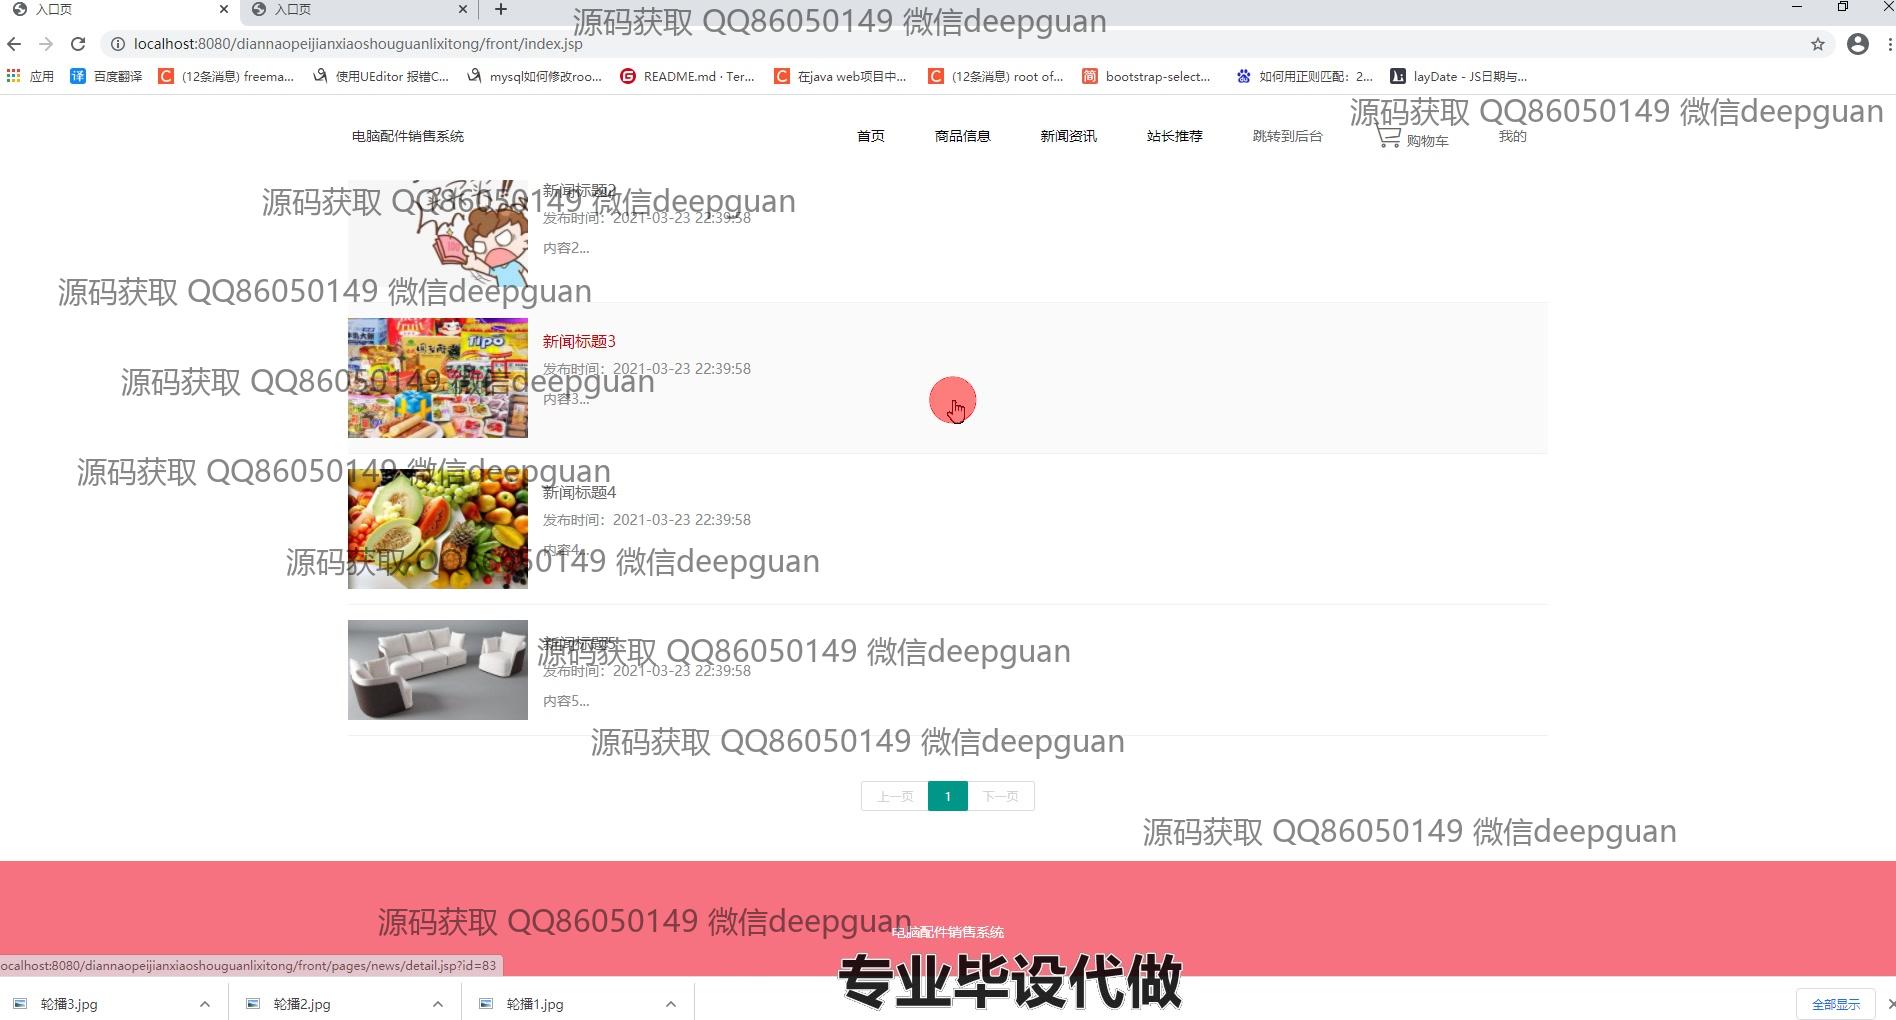 入口页
入口页
源码获取 QQ86050149 微信deepguan
localhost:8080/diannaopeijianxiaoshouguanlixitong/front/index.jsp
应用
百度翻译
(12条消息) freema...
使用UEditor 报错C...
mysql如何修改roo...
README.md · Ter...
在java web项目中...
(12条消息) root of...
bootstrap-select...
如何用正则匹配：2...
layDate - JS日期与...
源码获取 QQ86050149 微信deepguan
电脑配件销售系统
首页
商品信息
新闻资讯
站长推荐
跳转到后台
购物车
我的
新闻标题2
源码获取 QQ86050149 微信deepguan
发布时间：2021-03-23 22:39:58
内容2...
源码获取 QQ86050149 微信deepguan
新闻标题3
发布时间：2021-03-23 22:39:58
源码获取 QQ86050149 微信deepguan
内容3...
TIPO
源码获取 QQ86050149 微信deepguan
新闻标题4
发布时间：2021-03-23 22:39:58
内容4...
源码获取 QQ86050149 微信deepguan
新闻标题5
源码获取 QQ86050149 微信deepguan
发布时间：2021-03-23 22:39:58
内容5...
源码获取 QQ86050149 微信deepguan
上一页
1
下一页
源码获取 QQ86050149 微信deepguan
源码获取 QQ86050149 微信deepguan
电脑配件销售系统
ocalhost:8080/diannaopeijianxiaoshouguanlixitong/front/pages/news/detail.jsp?id=83
专业毕设代做
轮播3.jpg
轮播2.jpg
轮播1.jpg
全部显示